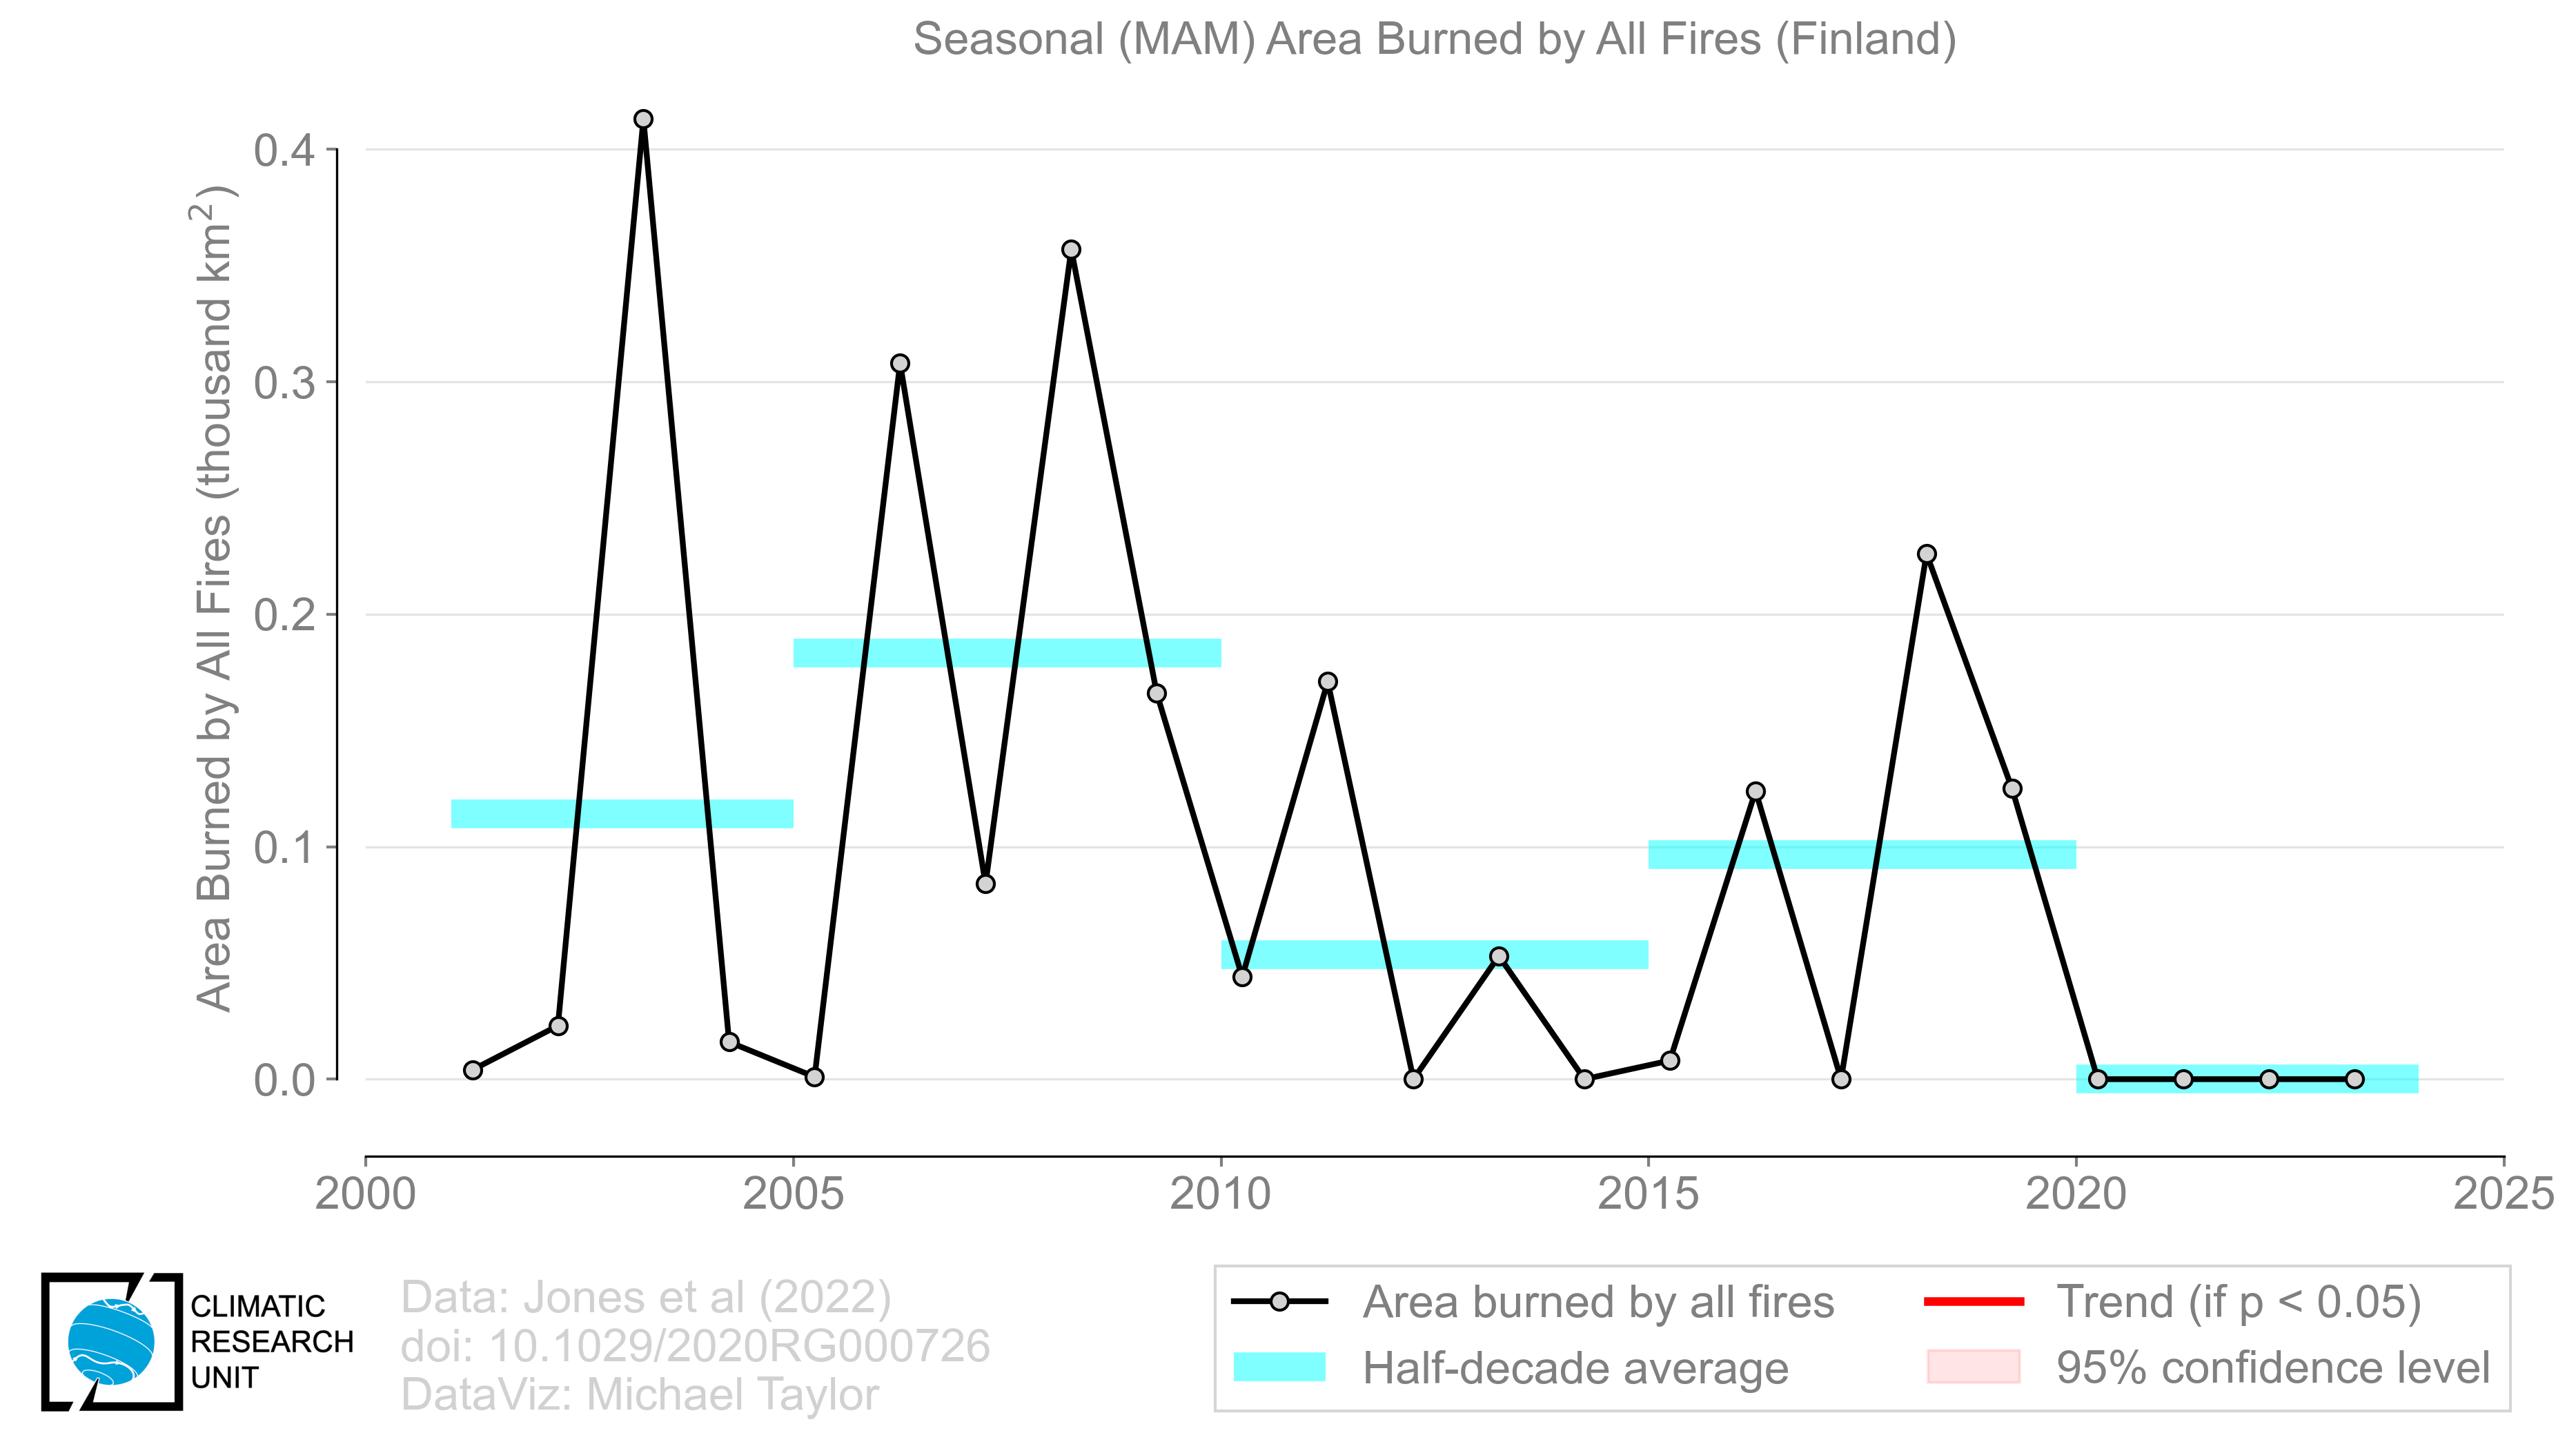 Seasonal (MAM) Area Burned by All Fires (Finland)
Area Burned by All Fires (thousand km²)
0.4
0.3
0.2
0.1
0.0
2000 2005 2010 2015 2020 2025
CLIMATIC
RESEARCH
UNIT
Data: Jones et al (2022)
doi: 10.1029/2020RG000726
DataViz: Michael Taylor
Area burned by all fires
Half-decade average
Trend (if p < 0.05)
95% confidence level